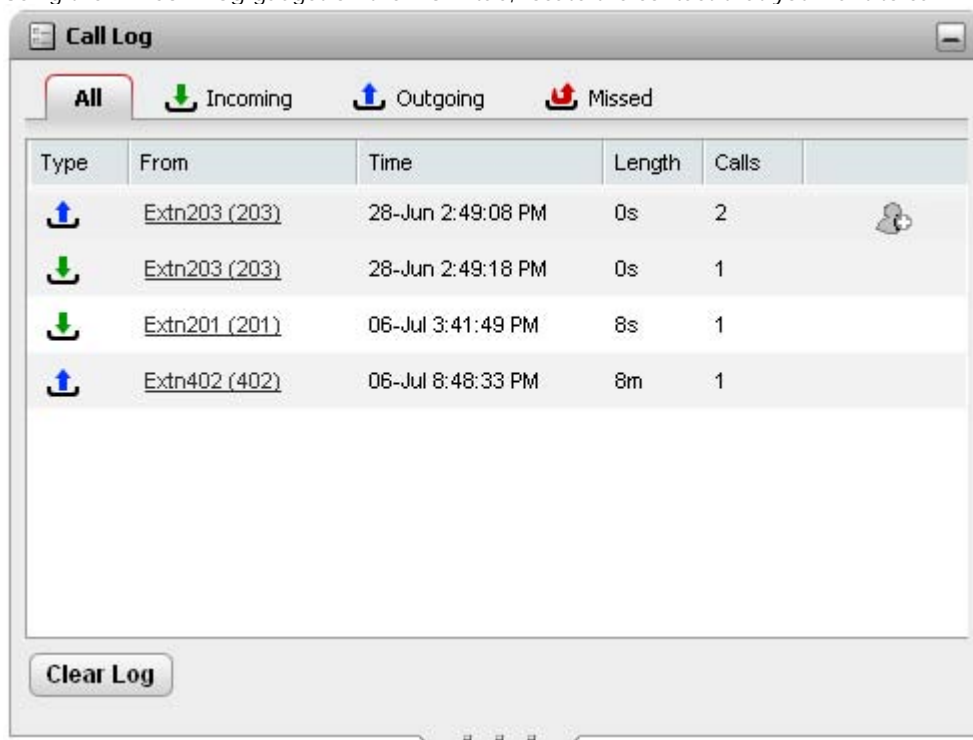 Call Log
All Incoming Outgoing Missed
Type From Time Length Calls
Extn203 (203) 28-Jun 2:49:08 PM 0s 2
Extn203 (203) 28-Jun 2:49:18 PM 0s 1
Extn201 (201) 06-Jul 3:41:49 PM 8s 1
Extn402 (402) 06-Jul 8:48:33 PM 8m 1
Clear Log